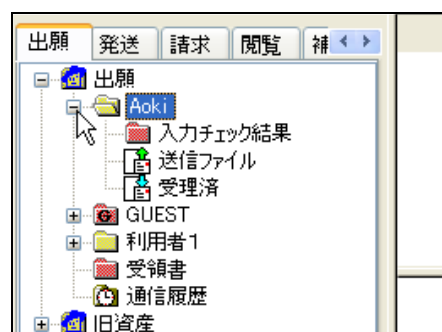 出願 発送 請求 閲覧 補
出願
Aoki
入力チェック結果
送信ファイル
受理済
GUEST
利用者1
受領書
通信履歴
旧資産